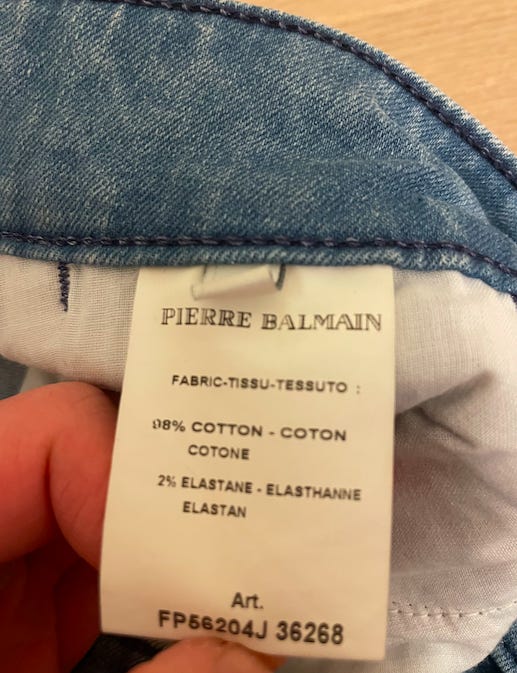 PIERRE BALMAIN
FABRIC-TISSU-TESSUTO :
98% COTTON - COTON
COTONE
2% ELASTANE - ELASTHANNE
ELASTAN
Art.
FP56204J 36268